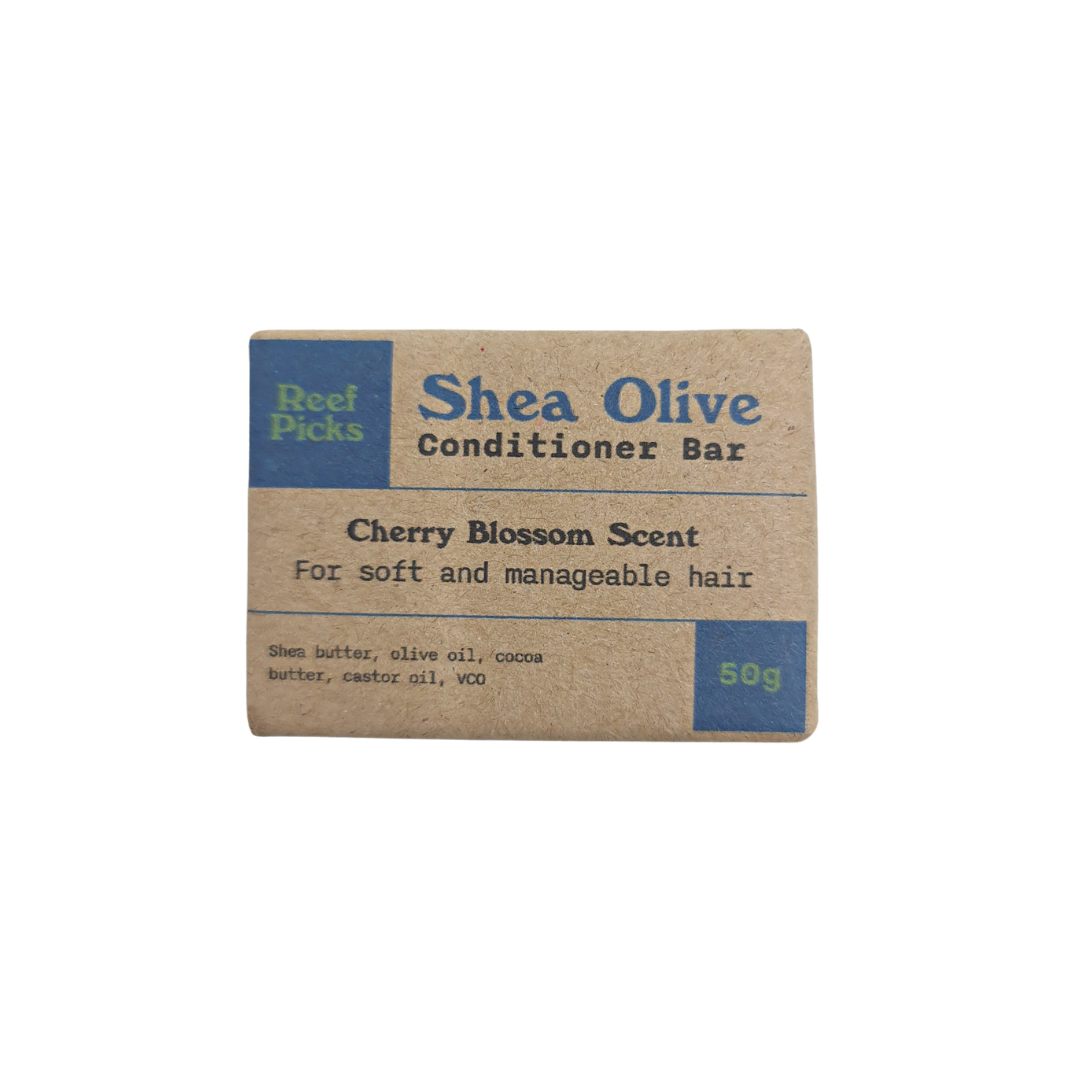 Reef
Picks
Shea Olive
Conditioner Bar
Cherry Blossom Scent
For soft and manageable hair
Shea butter, olive oil, cocoa
butter, castor oil, VCO
50g